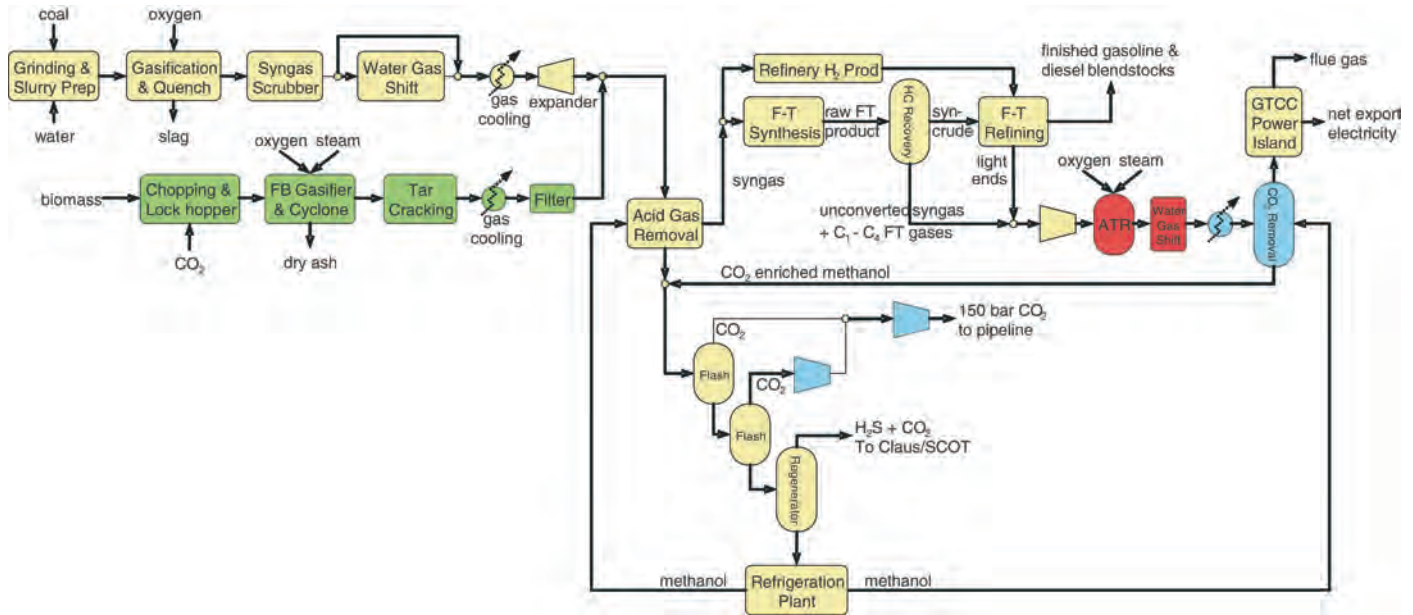 coal
oxygen
Grinding &
Slurry Prep
Gasification
& Quench
Syngas
Scrubber
Water Gas
Shift
gas
cooling
expander
water
slag
oxygen steam
biomass
Chopping &
Lock hopper
FB Gasifier
& Cyclone
Tar
Cracking
gas
cooling
Filter
CO2
dry ash
Acid Gas
Removal
syngas
Refinery H2 Prod
F-T
Synthesis
raw FT
product
HC Recovery
syn-
crude
F-T
Refining
finished gasoline &
diesel blendstocks
light
ends
unconverted syngas
+ C1 - C4 FT gases
oxygen steam
ATR
Water
Gas
Shift
CO2 Removal
GTCC
Power
Island
flue gas
net export
electricity
CO2 enriched methanol
CO2
150 bar CO2
to pipeline
Flash
CO2
Flash
H2S + CO2
To Claus/SCOT
Regenerator
methanol
Refrigeration
Plant
methanol